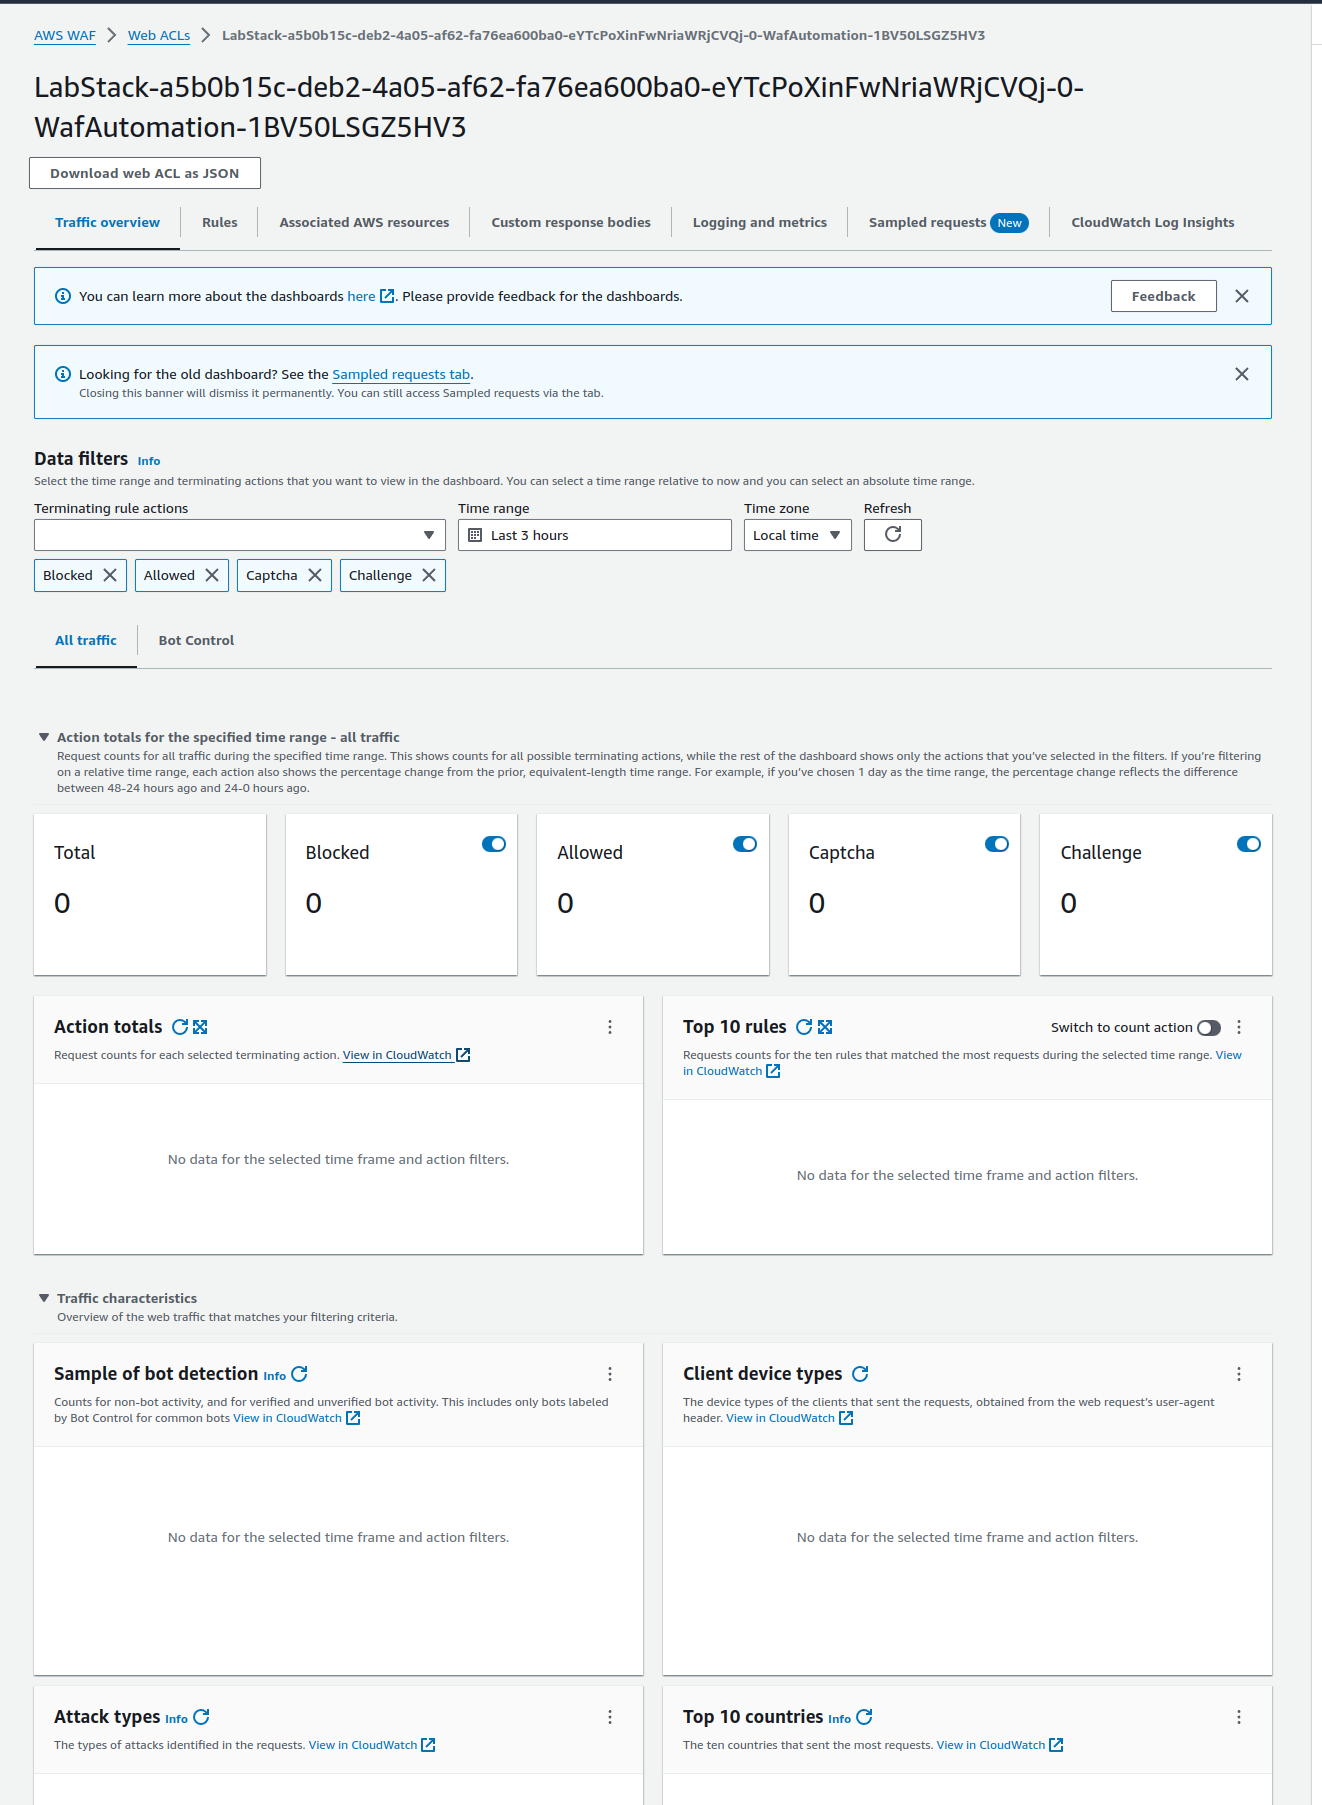 AWS WAF > Web ACLs > LabStack-a5b0b15c-deb2-4a05-af62-fa76ea600ba0-eYTcPoXinFwNriaWRjCVQj-0-WafAutomation-1BV50LSGZ5HV3
LabStack-a5b0b15c-deb2-4a05-af62-fa76ea600ba0-eYTcPoXinFwNriaWRjCVQj-0-
WafAutomation-1BV50LSGZ5HV3
Download web ACL as JSON
Traffic overview
Rules
Associated AWS resources
Custom response bodies
Logging and metrics
Sampled requests New
CloudWatch Log Insights
You can learn more about the dashboards here. Please provide feedback for the dashboards.
Feedback
Looking for the old dashboard? See the Sampled requests tab.
Closing this banner will dismiss it permanently. You can still access Sampled requests via the tab.
Data filters Info
Select the time range and terminating actions that you want to view in the dashboard. You can select a time range relative to now and you can select an absolute time range.
Terminating rule actions
Time range
Time zone
Refresh
Last 3 hours
Local time
Blocked
Allowed
Captcha
Challenge
All traffic
Bot Control
Action totals for the specified time range - all traffic
Request counts for all traffic during the specified time range. This shows counts for all possible terminating actions, while the rest of the dashboard shows only the actions that you've selected in the filters. If you're filtering
on a relative time range, each action also shows the percentage change from the prior, equivalent-length time range. For example, if you've chosen 1 day as the time range, the percentage change reflects the difference
between 48-24 hours ago and 24-0 hours ago.
Total
0
Blocked
0
Allowed
0
Captcha
0
Challenge
0
Action totals
Request counts for each selected terminating action. View in CloudWatch
No data for the selected time frame and action filters.
Top 10 rules
Switch to count action
Requests counts for the ten rules that matched the most requests during the selected time range. View
in CloudWatch
No data for the selected time frame and action filters.
Traffic characteristics
Overview of the web traffic that matches your filtering criteria.
Sample of bot detection Info
Counts for non-bot activity, and for verified and unverified bot activity. This includes only bots labeled
by Bot Control for common bots View in CloudWatch
No data for the selected time frame and action filters.
Client device types
The device types of the clients that sent the requests, obtained from the web request's user-agent
header. View in CloudWatch
No data for the selected time frame and action filters.
Attack types Info
The types of attacks identified in the requests. View in CloudWatch
Top 10 countries Info
The ten countries that sent the most requests. View in CloudWatch